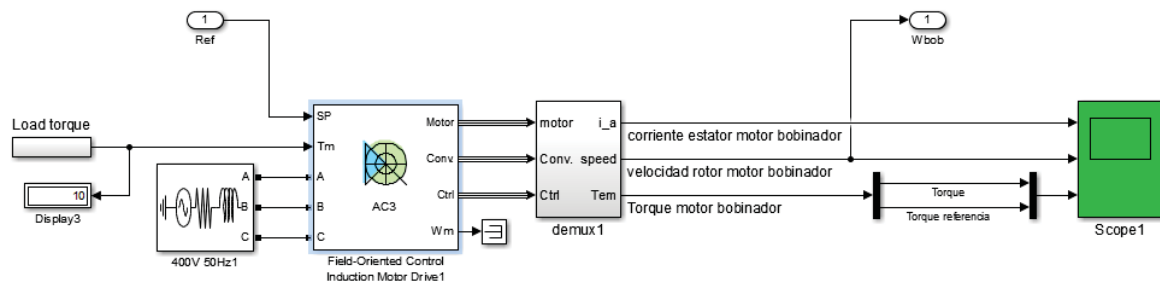 1
Ref
1
Wbob
Load torque
10
Display3
A
B
C
400V 50Hz1
SP
Tm
A
B
C
Motor
Conv.
Ctrl
Wm
AC3
Field-Oriented Control
Induction Motor Drive1
motor
Conv.
Ctrl
i_a
speed
Tem
demux1
corriente estator motor bobinador
velocidad rotor motor bobinador
Torque motor bobinador
Torque
Torque referencia
Scope1